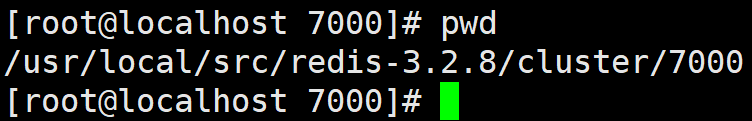 [root@localhost 7000]# pwd
/usr/local/src/redis-3.2.8/cluster/7000
[root@localhost 7000]#